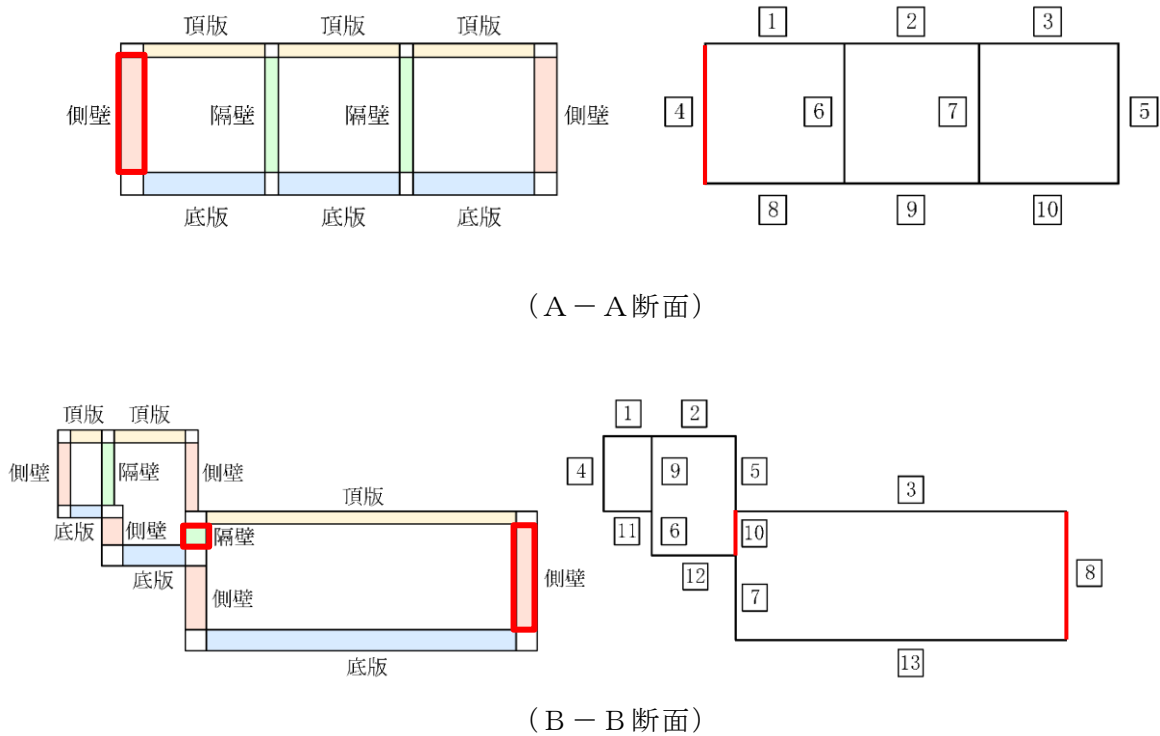 頂版 頂版 頂版
側壁 隔壁 隔壁 側壁
底版 底版 底版
1 2 3
4 6 7 5
8 9 10
（A－A断面）
頂版 頂版
側壁 隔壁 側壁
頂版
底版 側壁 隔壁
底版 側壁 側壁
底版
1 2
4 9 5 3
11 6 10
12 7 8
13
（B－B断面）